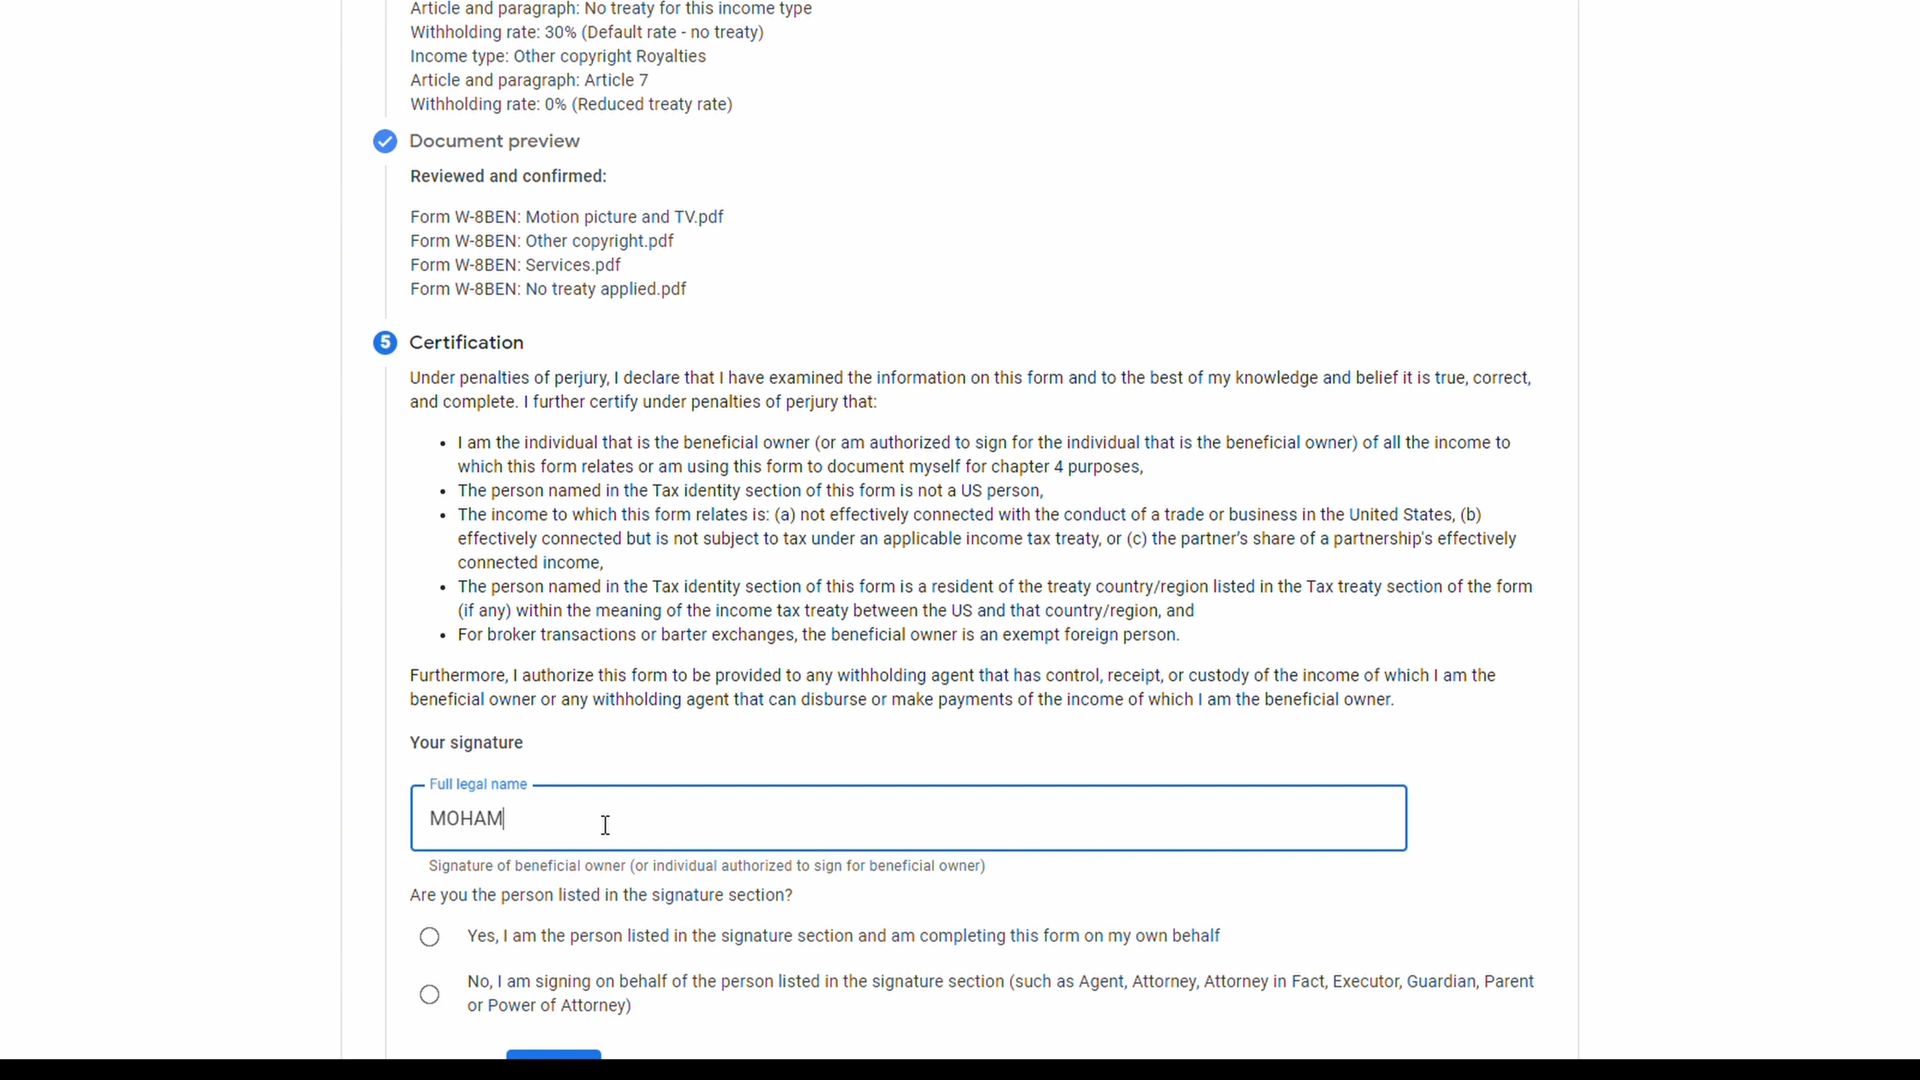 Article and paragraph: No treaty for this income type
Withholding rate: 30% (Default rate - no treaty)
Income type: Other copyright Royalties
Article and paragraph: Article 7
Withholding rate: 0% (Reduced treaty rate)
Document preview
Reviewed and confirmed:
Form W-8BEN: Motion picture and TV.pdf
Form W-8BEN: Other copyright.pdf
Form W-8BEN: Services.pdf
Form W-8BEN: No treaty applied.pdf
5 Certification
Under penalties of perjury, I declare that I have examined the information on this form and to the best of my knowledge and belief it is true, correct,
and complete. I further certify under penalties of perjury that:
• I am the individual that is the beneficial owner (or am authorized to sign for the individual that is the beneficial owner) of all the income to
which this form relates or am using this form to document myself for chapter 4 purposes,
• The person named in the Tax identity section of this form is not a US person,
• The income to which this form relates is: (a) not effectively connected with the conduct of a trade or business in the United States, (b)
effectively connected but is not subject to tax under an applicable income tax treaty, or (c) the partner's share of a partnership's effectively
connected income,
• The person named in the Tax identity section of this form is a resident of the treaty country/region listed in the Tax treaty section of the form
(if any) within the meaning of the income tax treaty between the US and that country/region, and
• For broker transactions or barter exchanges, the beneficial owner is an exempt foreign person.
Furthermore, I authorize this form to be provided to any withholding agent that has control, receipt, or custody of the income of which I am the
beneficial owner or any withholding agent that can disburse or make payments of the income of which I am the beneficial owner.
Your signature
Full legal name
MOHAM
Signature of beneficial owner (or individual authorized to sign for beneficial owner)
Are you the person listed in the signature section?
Yes, I am the person listed in the signature section and am completing this form on my own behalf
No, I am signing on behalf of the person listed in the signature section (such as Agent, Attorney, Attorney in Fact, Executor, Guardian, Parent
or Power of Attorney)